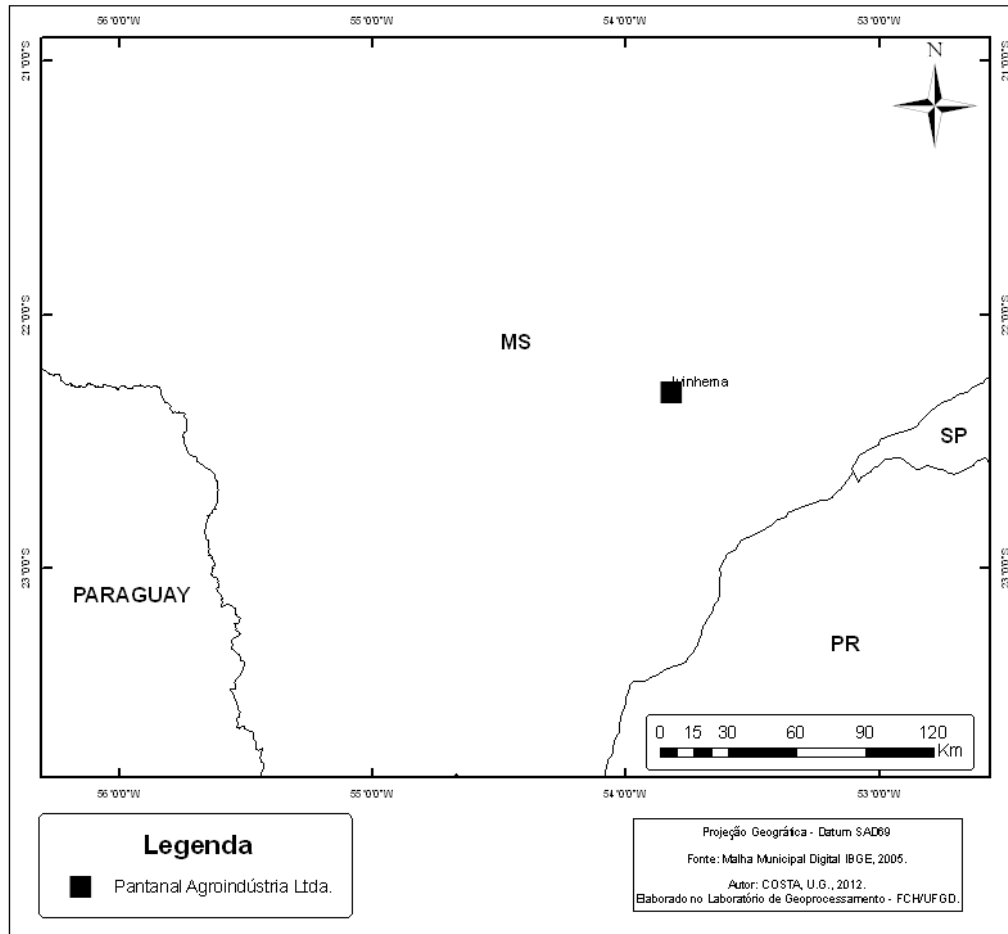 56°0'0"W 55°0'0"W 54°0'0"W 53°0'0"W
N
21°0'0"S 21°0'0"S
22°0'0"S 22°0'0"S
MS
Ivinhema
SP
23°0'0"S 23°0'0"S
PARAGUAY
PR
0 15 30 60 90 120
Km
56°0'0"W 55°0'0"W 54°0'0"W 53°0'0"W
Legenda
Pantanal Agroindústria Ltda.
Projeção Geográfica - Datum SAD69
Fonte: Malha Municipal Digital IBGE, 2005.
Autor: COSTA, U.G., 2012.
Elaborado no Laboratório de Geoprocessamento - FCH/UFGD.